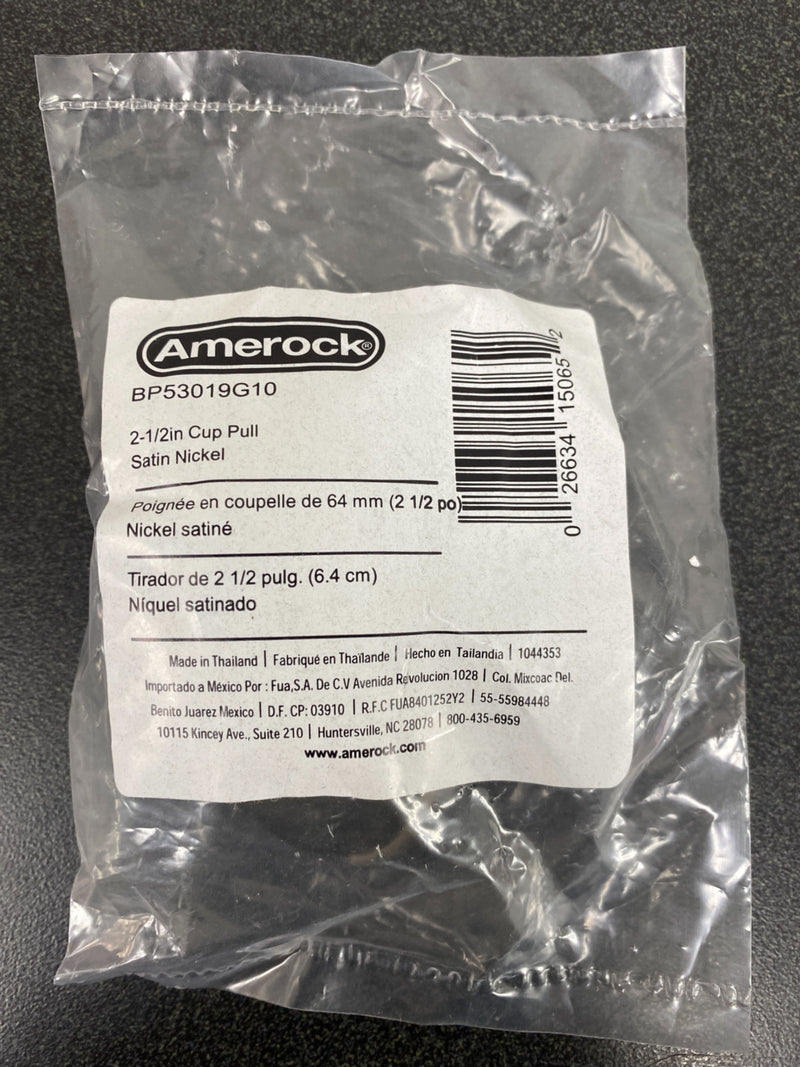 Amerock®
BP53019G10
2-1/2in Cup Pull
Satin Nickel
Poignée en coupelle de 64 mm (2 1/2 po)
Nickel satiné
Tirador de 2 1/2 pulg. (6.4 cm)
Níquel satinado
0 26634 15065 2
Made in Thailand | Fabriqué en Thaïlande | Hecho en Tailandia | 1044353
Importado a México Por : Fua,S.A. De C.V Avenida Revolucion 1028 | Col. Mixcoac Del.
Benito Juarez Mexico | D.F. CP: 03910 | R.F.C FUA8401252Y2 | 55-55984448
10115 Kincey Ave., Suite 210 | Huntersville, NC 28078 | 800-435-6959
www.amerock.com